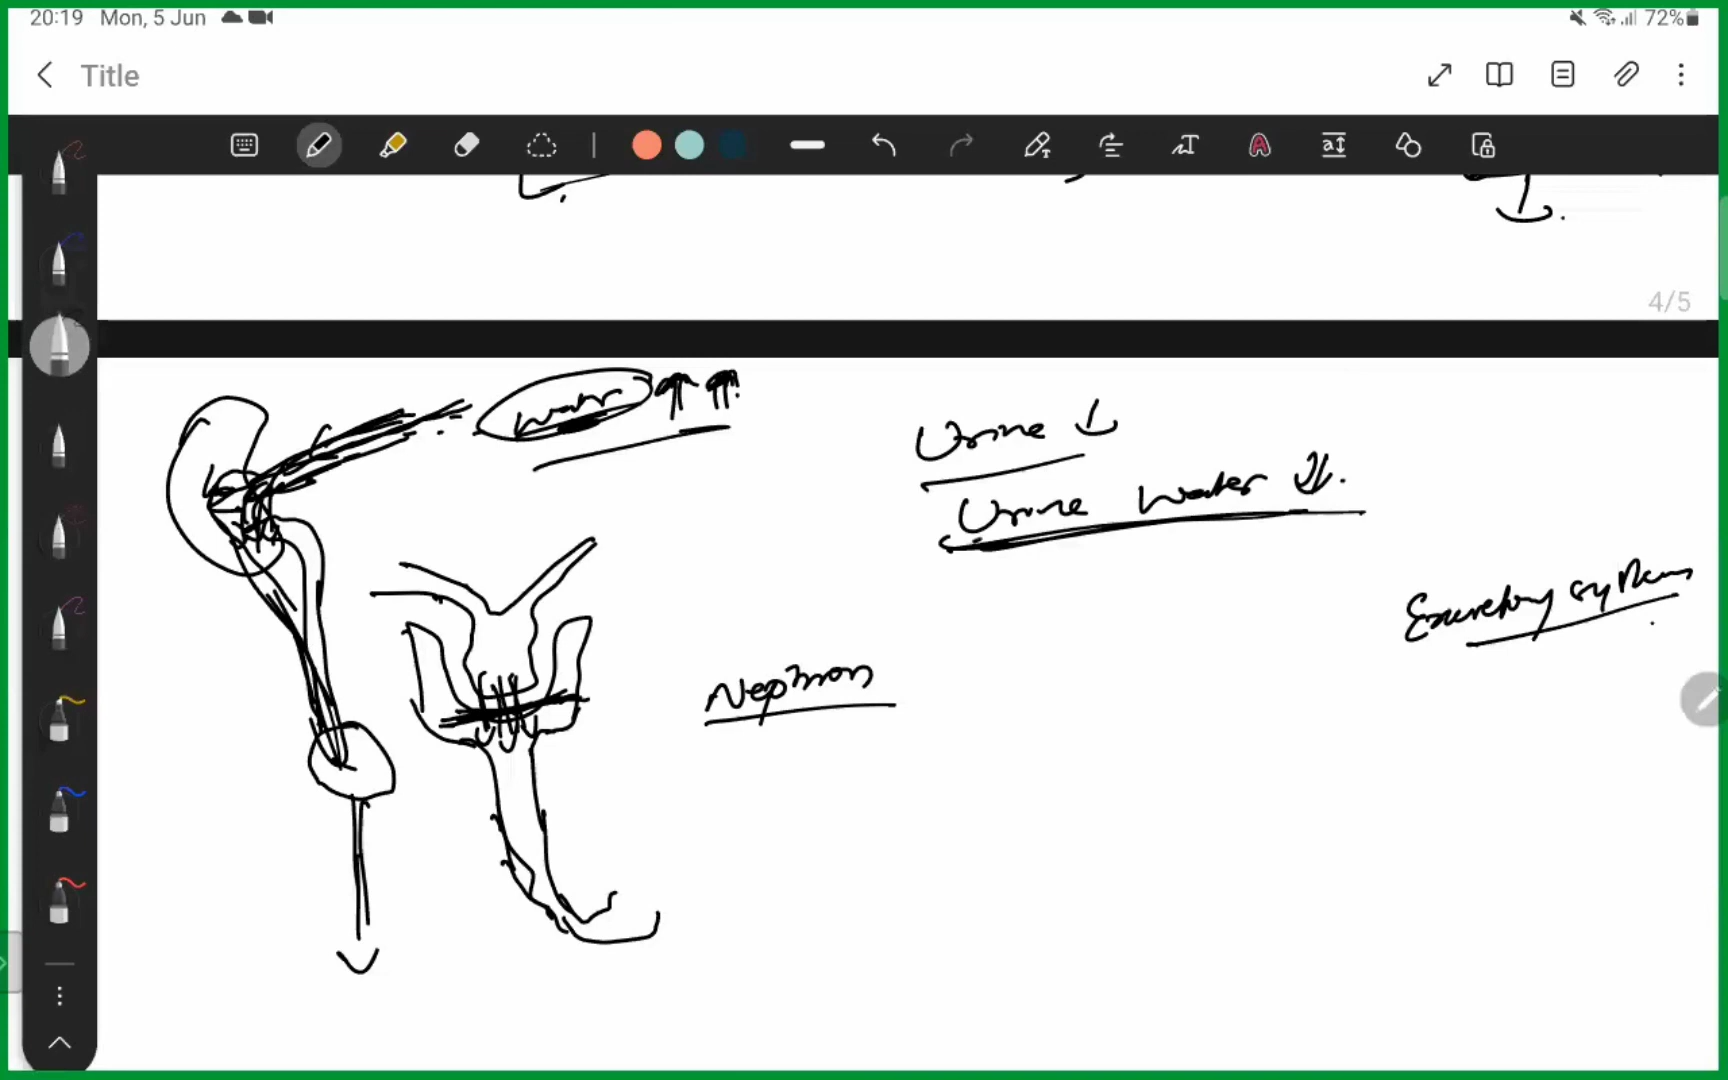 20:19 Mon, 5 Jun
72%
Title
4/5
water
Urine ↓
Urine Water ↓↓.
Excretory system
Nephron